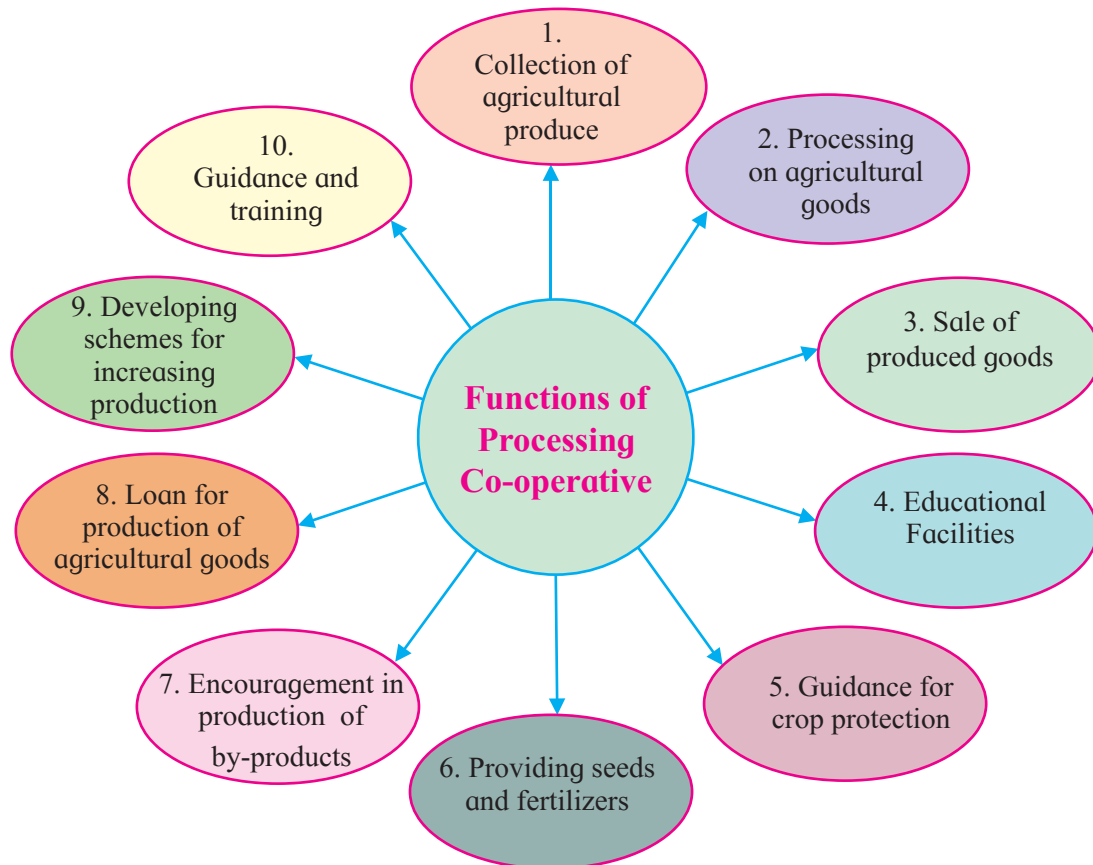 1.
Collection of
agricultural
produce
2. Processing
on agricultural
goods
3. Sale of
produced goods
4. Educational
Facilities
5. Guidance for
crop protection
6. Providing seeds
and fertilizers
7. Encouragement in
production of
by-products
8. Loan for
production of
agricultural goods
9. Developing
schemes for
increasing
production
10.
Guidance and
training
Functions of
Processing
Co-operative